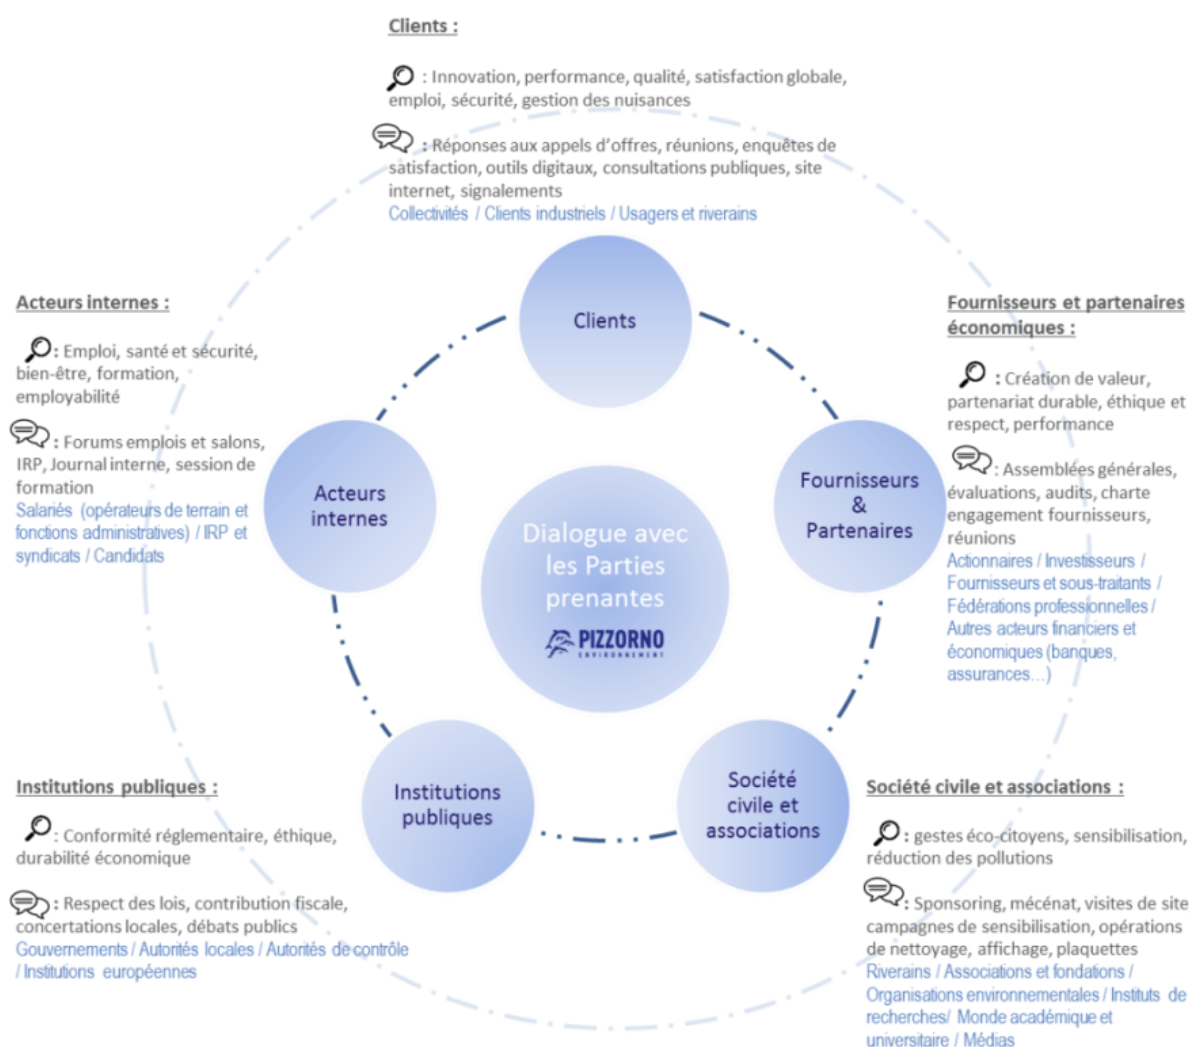 Clients :
: Innovation, performance, qualité, satisfaction globale,
emploi, sécurité, gestion des nuisances
: Réponses aux appels d’offres, réunions, enquêtes de
satisfaction, outils digitaux, consultations publiques, site
internet, signalements
Collectivités / Clients industriels / Usagers et riverains
Acteurs internes :
: Emploi, santé et sécurité,
bien-être, formation,
employabilité
: Forums emplois et salons,
IRP, Journal interne, session de
formation
Salariés (opérateurs de terrain et
fonctions administratives) / IRP et
syndicats / Candidats
Fournisseurs et partenaires
économiques :
: Création de valeur,
partenariat durable, éthique et
respect, performance
: Assemblées générales,
évaluations, audits, charte
engagement fournisseurs,
réunions
Actionnaires / Investisseurs /
Fournisseurs et sous-traitants /
Fédérations professionnelles /
Autres acteurs financiers et
économiques (banques,
assurances…)
Clients
Acteurs
internes
Fournisseurs
&
Partenaires
Dialogue avec
les Parties
prenantes
PIZZORNO
ENVIRONNEMENT
Institutions
publiques
Société
civile et
associations
Institutions publiques :
: Conformité réglementaire, éthique,
durabilité économique
: Respect des lois, contribution fiscale,
concertations locales, débats publics
Gouvernements / Autorités locales / Autorités de contrôle
/ Institutions européennes
Société civile et associations :
: gestes éco-citoyens, sensibilisation,
réduction des pollutions
: Sponsoring, mécénat, visites de site
campagnes de sensibilisation, opérations
de nettoyage, affichage, plaquettes
Riverains / Associations et fondations /
Organisations environnementales / Instituts de
recherches/ Monde académique et
universitaire / Médias